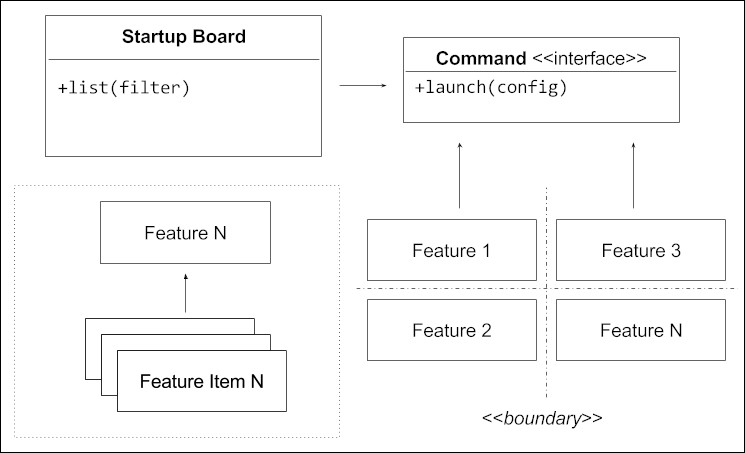 Startup Board
+list(filter)
Command <<interface>>
+launch(config)
Feature N
Feature Item N
Feature 1
Feature 3
Feature 2
Feature N
<<boundary>>